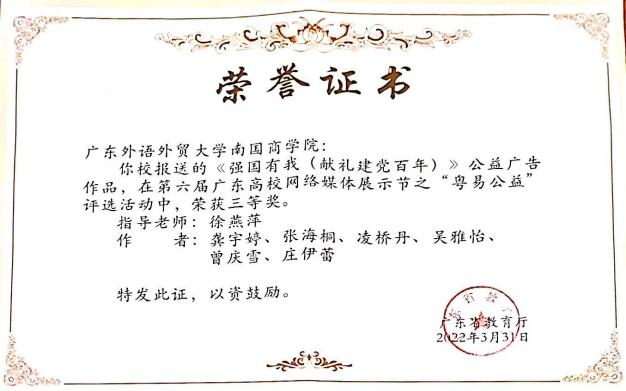 荣誉证书
广东外语外贸大学南国商学院:
你校报送的《强国有我(献礼建党百年)》公益广告
作品,在第六届广东高校网络媒体展示节之“粤易公益”
评选活动中,荣获三等奖。
指导老师:徐燕萍
作 者:龚宇婷、张海桐、凌桥丹、吴雅怡、
曾庆雪、庄伊蕾
特发此证,以资鼓励。
广东省教育厅
2022年3月31日